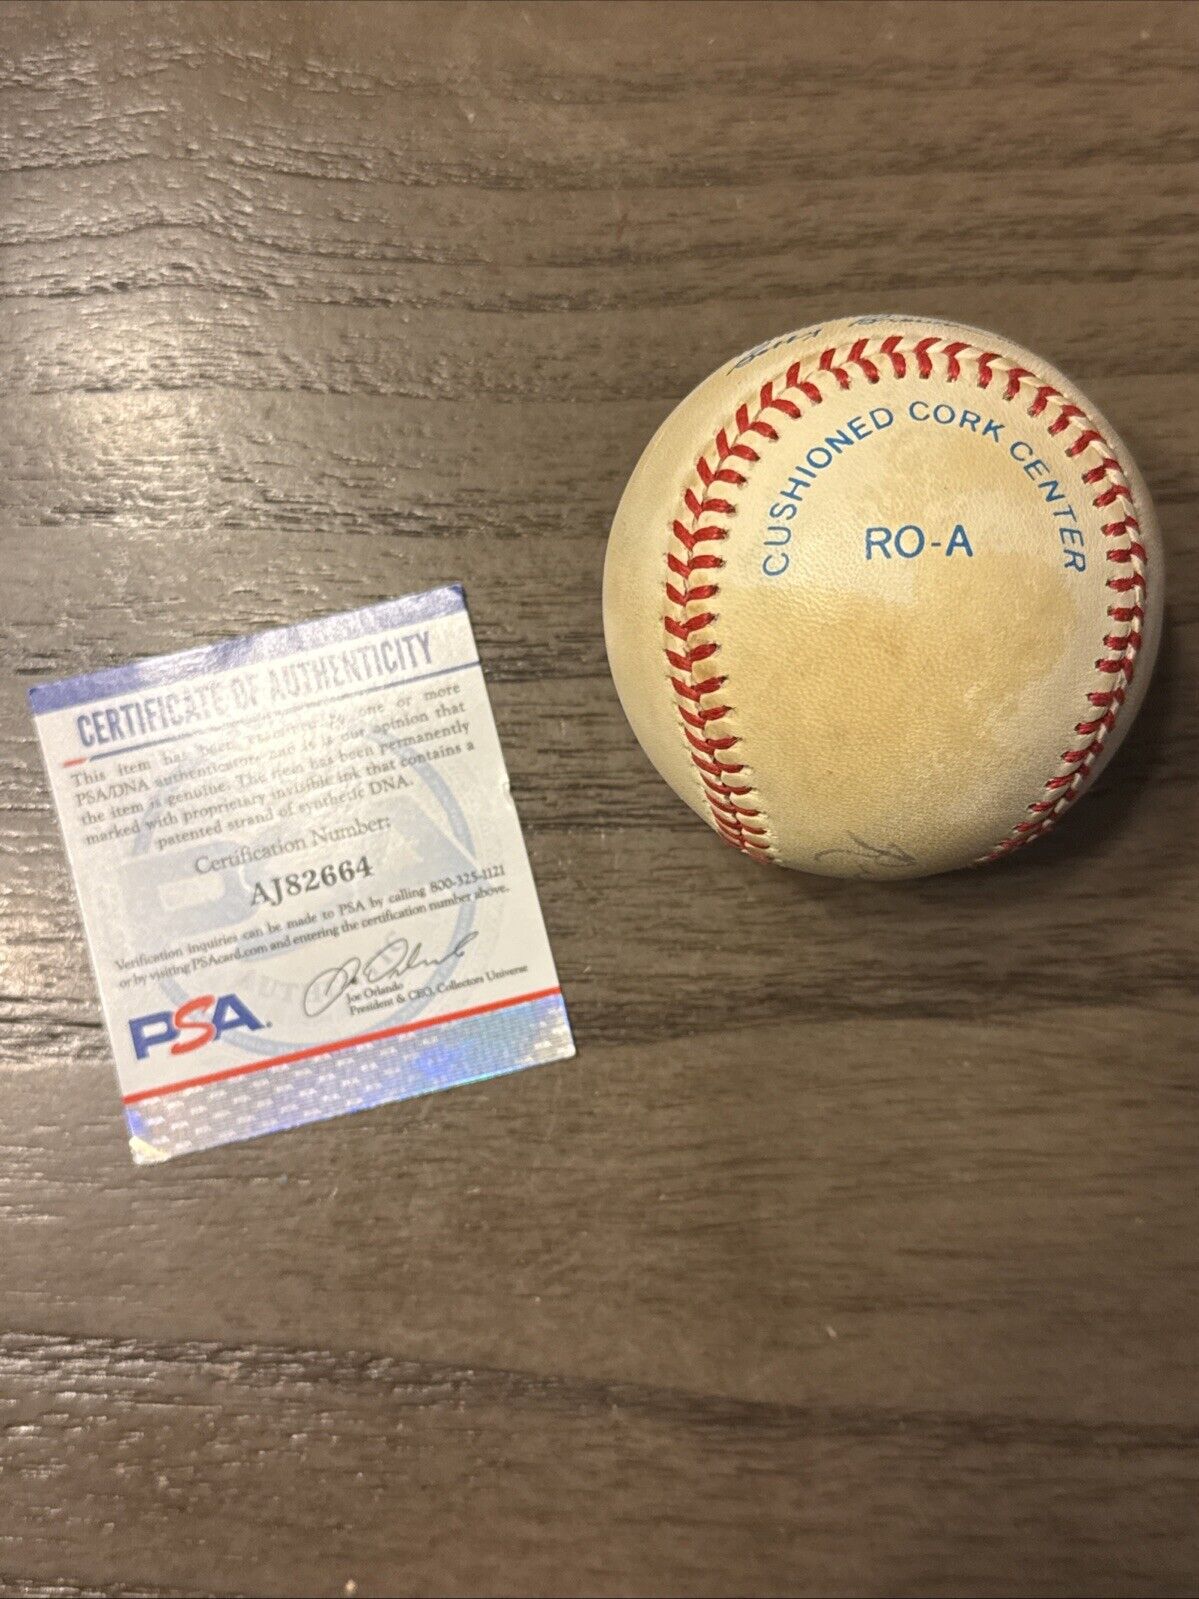 CERTIFICATE OF AUTHENTICITY
This item has been examined by one or more
PSA/DNA authenticators, and is in our opinion that
the item is genuine. The item has been permanently
marked with proprietary invisible ink that contains a
patented strand of synthetic DNA.
Certification Number:
AJ82664
Verification inquiries can be made to PSA by calling 800-325-1121
or by visiting PSAcard.com and entering the certification number above.
Joe Orlando
President & CEO, Collectors Universe
PSA.
CUSHIONED CORK CENTER
RO-A